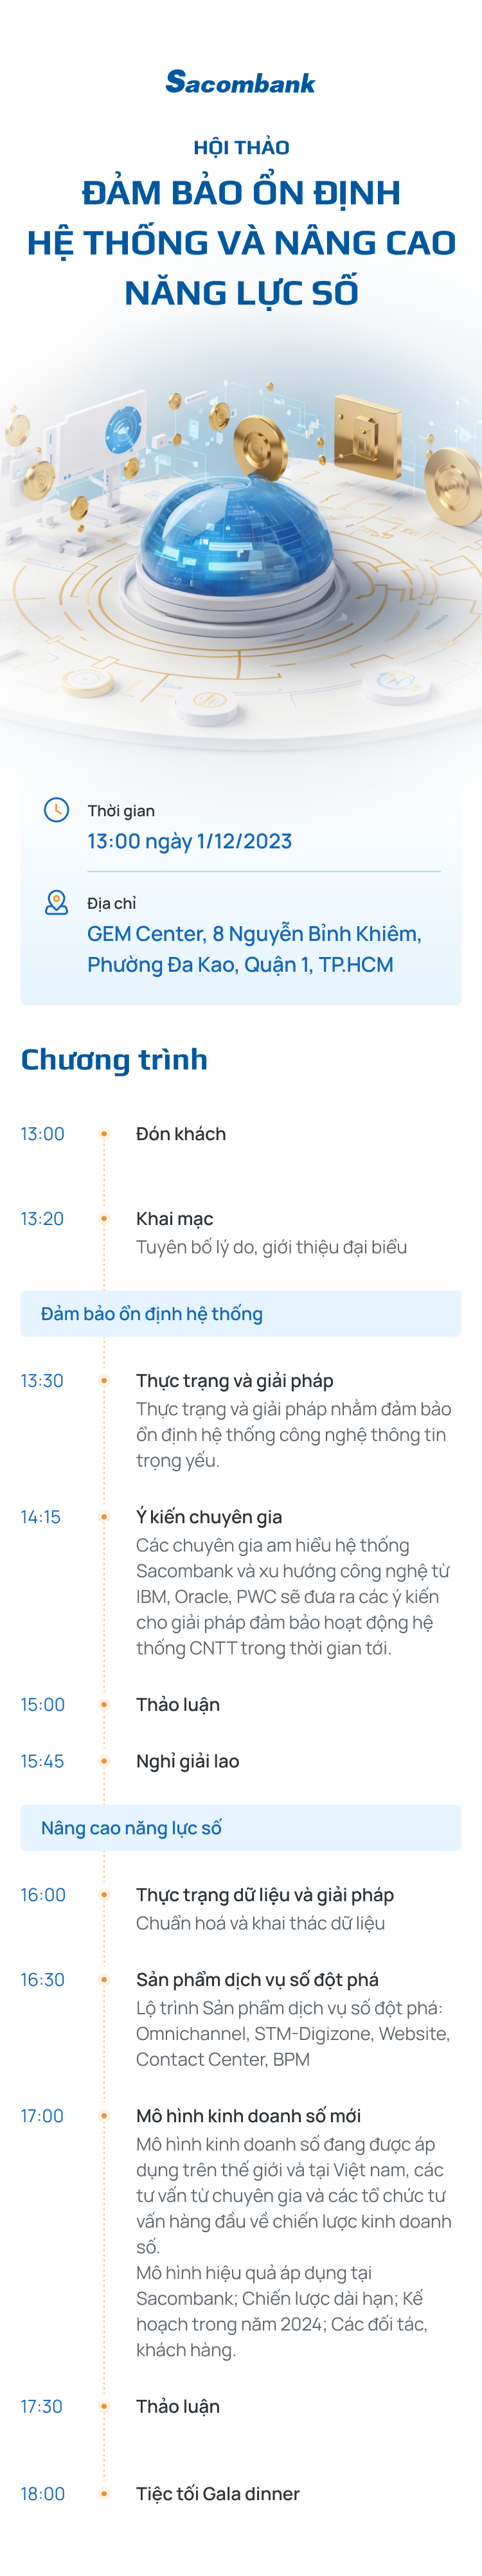 Sacombank
HỘI THẢO
ĐẢM BẢO ỔN ĐỊNH
HỆ THỐNG VÀ NÂNG CAO
NĂNG LỰC SỐ
Thời gian
13:00 ngày 1/12/2023
Địa chỉ
GEM Center, 8 Nguyễn Bỉnh Khiêm,
Phường Đa Kao, Quận 1, TP.HCM
Chương trình
13:00 Đón khách
13:20 Khai mạc
Tuyên bố lý do, giới thiệu đại biểu
Đảm bảo ổn định hệ thống
13:30 Thực trạng và giải pháp
Thực trạng và giải pháp nhằm đảm bảo
ổn định hệ thống công nghệ thông tin
trọng yếu.
14:15 Ý kiến chuyên gia
Các chuyên gia am hiểu hệ thống
Sacombank và xu hướng công nghệ từ
IBM, Oracle, PWC sẽ đưa ra các ý kiến
cho giải pháp đảm bảo hoạt động hệ
thống CNTT trong thời gian tới.
15:00 Thảo luận
15:45 Nghỉ giải lao
Nâng cao năng lực số
16:00 Thực trạng dữ liệu và giải pháp
Chuẩn hoá và khai thác dữ liệu
16:30 Sản phẩm dịch vụ số đột phá
Lộ trình Sản phẩm dịch vụ số đột phá:
Omnichannel, STM-Digizone, Website,
Contact Center, BPM
17:00 Mô hình kinh doanh số mới
Mô hình kinh doanh số đang được áp
dụng trên thế giới và tại Việt nam, các
tư vấn từ chuyên gia và các tổ chức tư
vấn hàng đầu về chiến lược kinh doanh
số.
Mô hình hiệu quả áp dụng tại
Sacombank; Chiến lược dài hạn; Kế
hoạch trong năm 2024; Các đối tác,
khách hàng.
17:30 Thảo luận
18:00 Tiệc tối Gala dinner